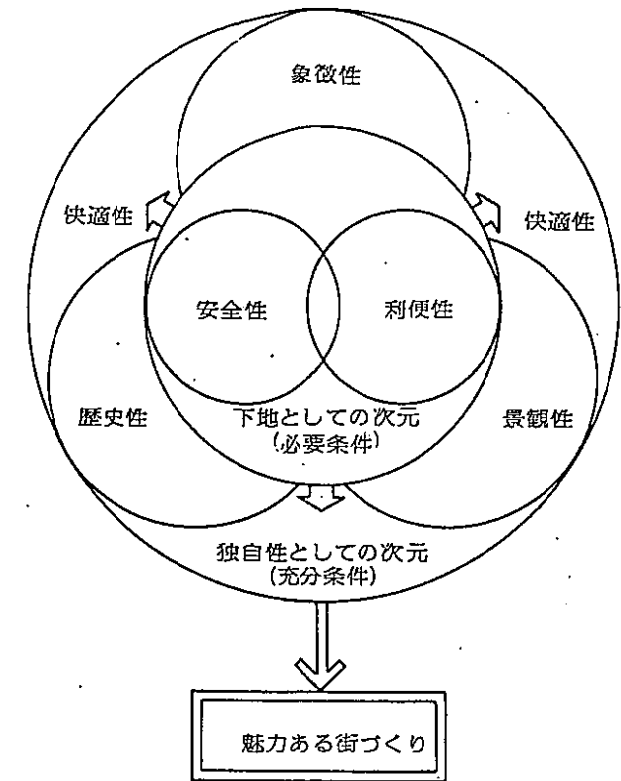 象徴性
快適性
快適性
安全性
利便性
歴史性
下地としての次元
(必要条件)
景観性
独自性としての次元
(充分条件)
魅力ある街づくり